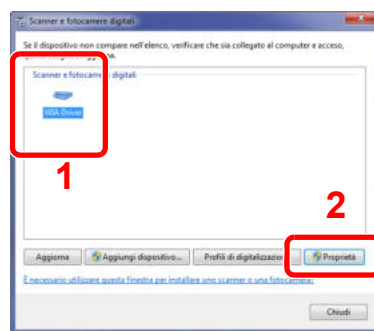 Scanner e fotocamere digitali
Se il dispositivo non compare nell'elenco, verificare che sia collegato al computer e acceso,
Scanner e fotocamere digitali
WIA Driver
1
2
Aggiorna Aggiungi dispositivo... Profili di digitalizzazione Proprietà
È necessario utilizzare questa finestra per installare uno scanner o una fotocamera:
Chiudi